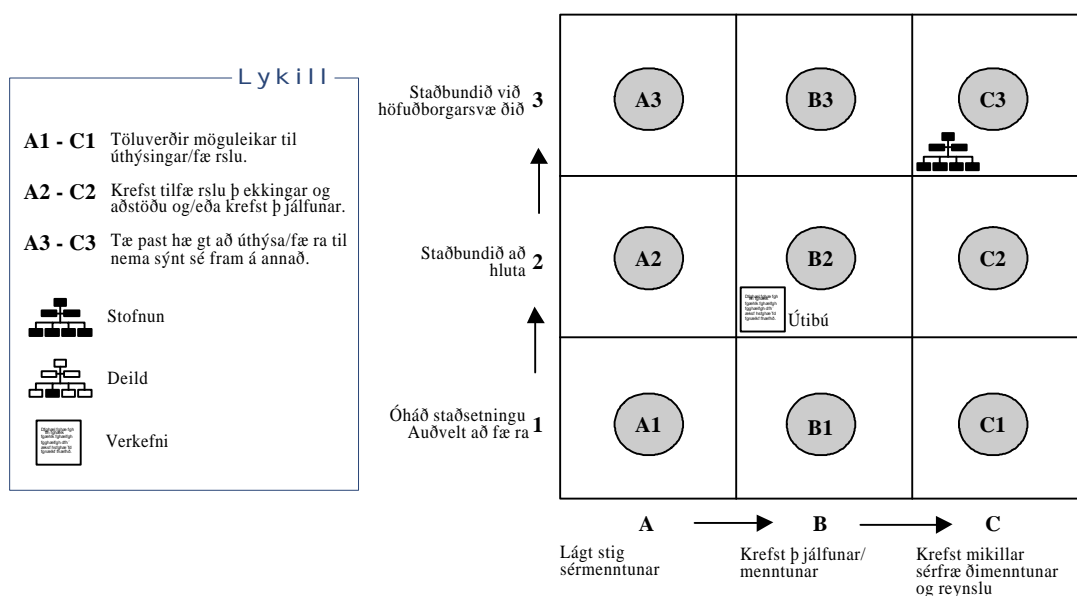 Lykill
A1 - C1 Töluverðir möguleikar til
úthýsingar/fæ rslu.
A2 - C2 Krefst tilfæ rslu þ ekkingar og
aðstöðu og/eða krefst þ jálfunar.
A3 - C3 Tæ past hæ gt að úthýsa/fæ ra til
nema sýnt sé fram á annað.
Stofnun
Deild
Verkefni
Staðbundið við
höfuðborgarsvæ ðið 3
A3 B3 C3
Staðbundið að
hluta 2
A2 B2 C2
Útibú
Óháð staðsetningu
Auðvelt að fæ ra 1
A1 B1 C1
A B C
Lágt stig
sérmenntunar
Krefst þ jálfunar/
menntunar
Krefst mikillar
sérfræ ðimenntunar
og reynslu